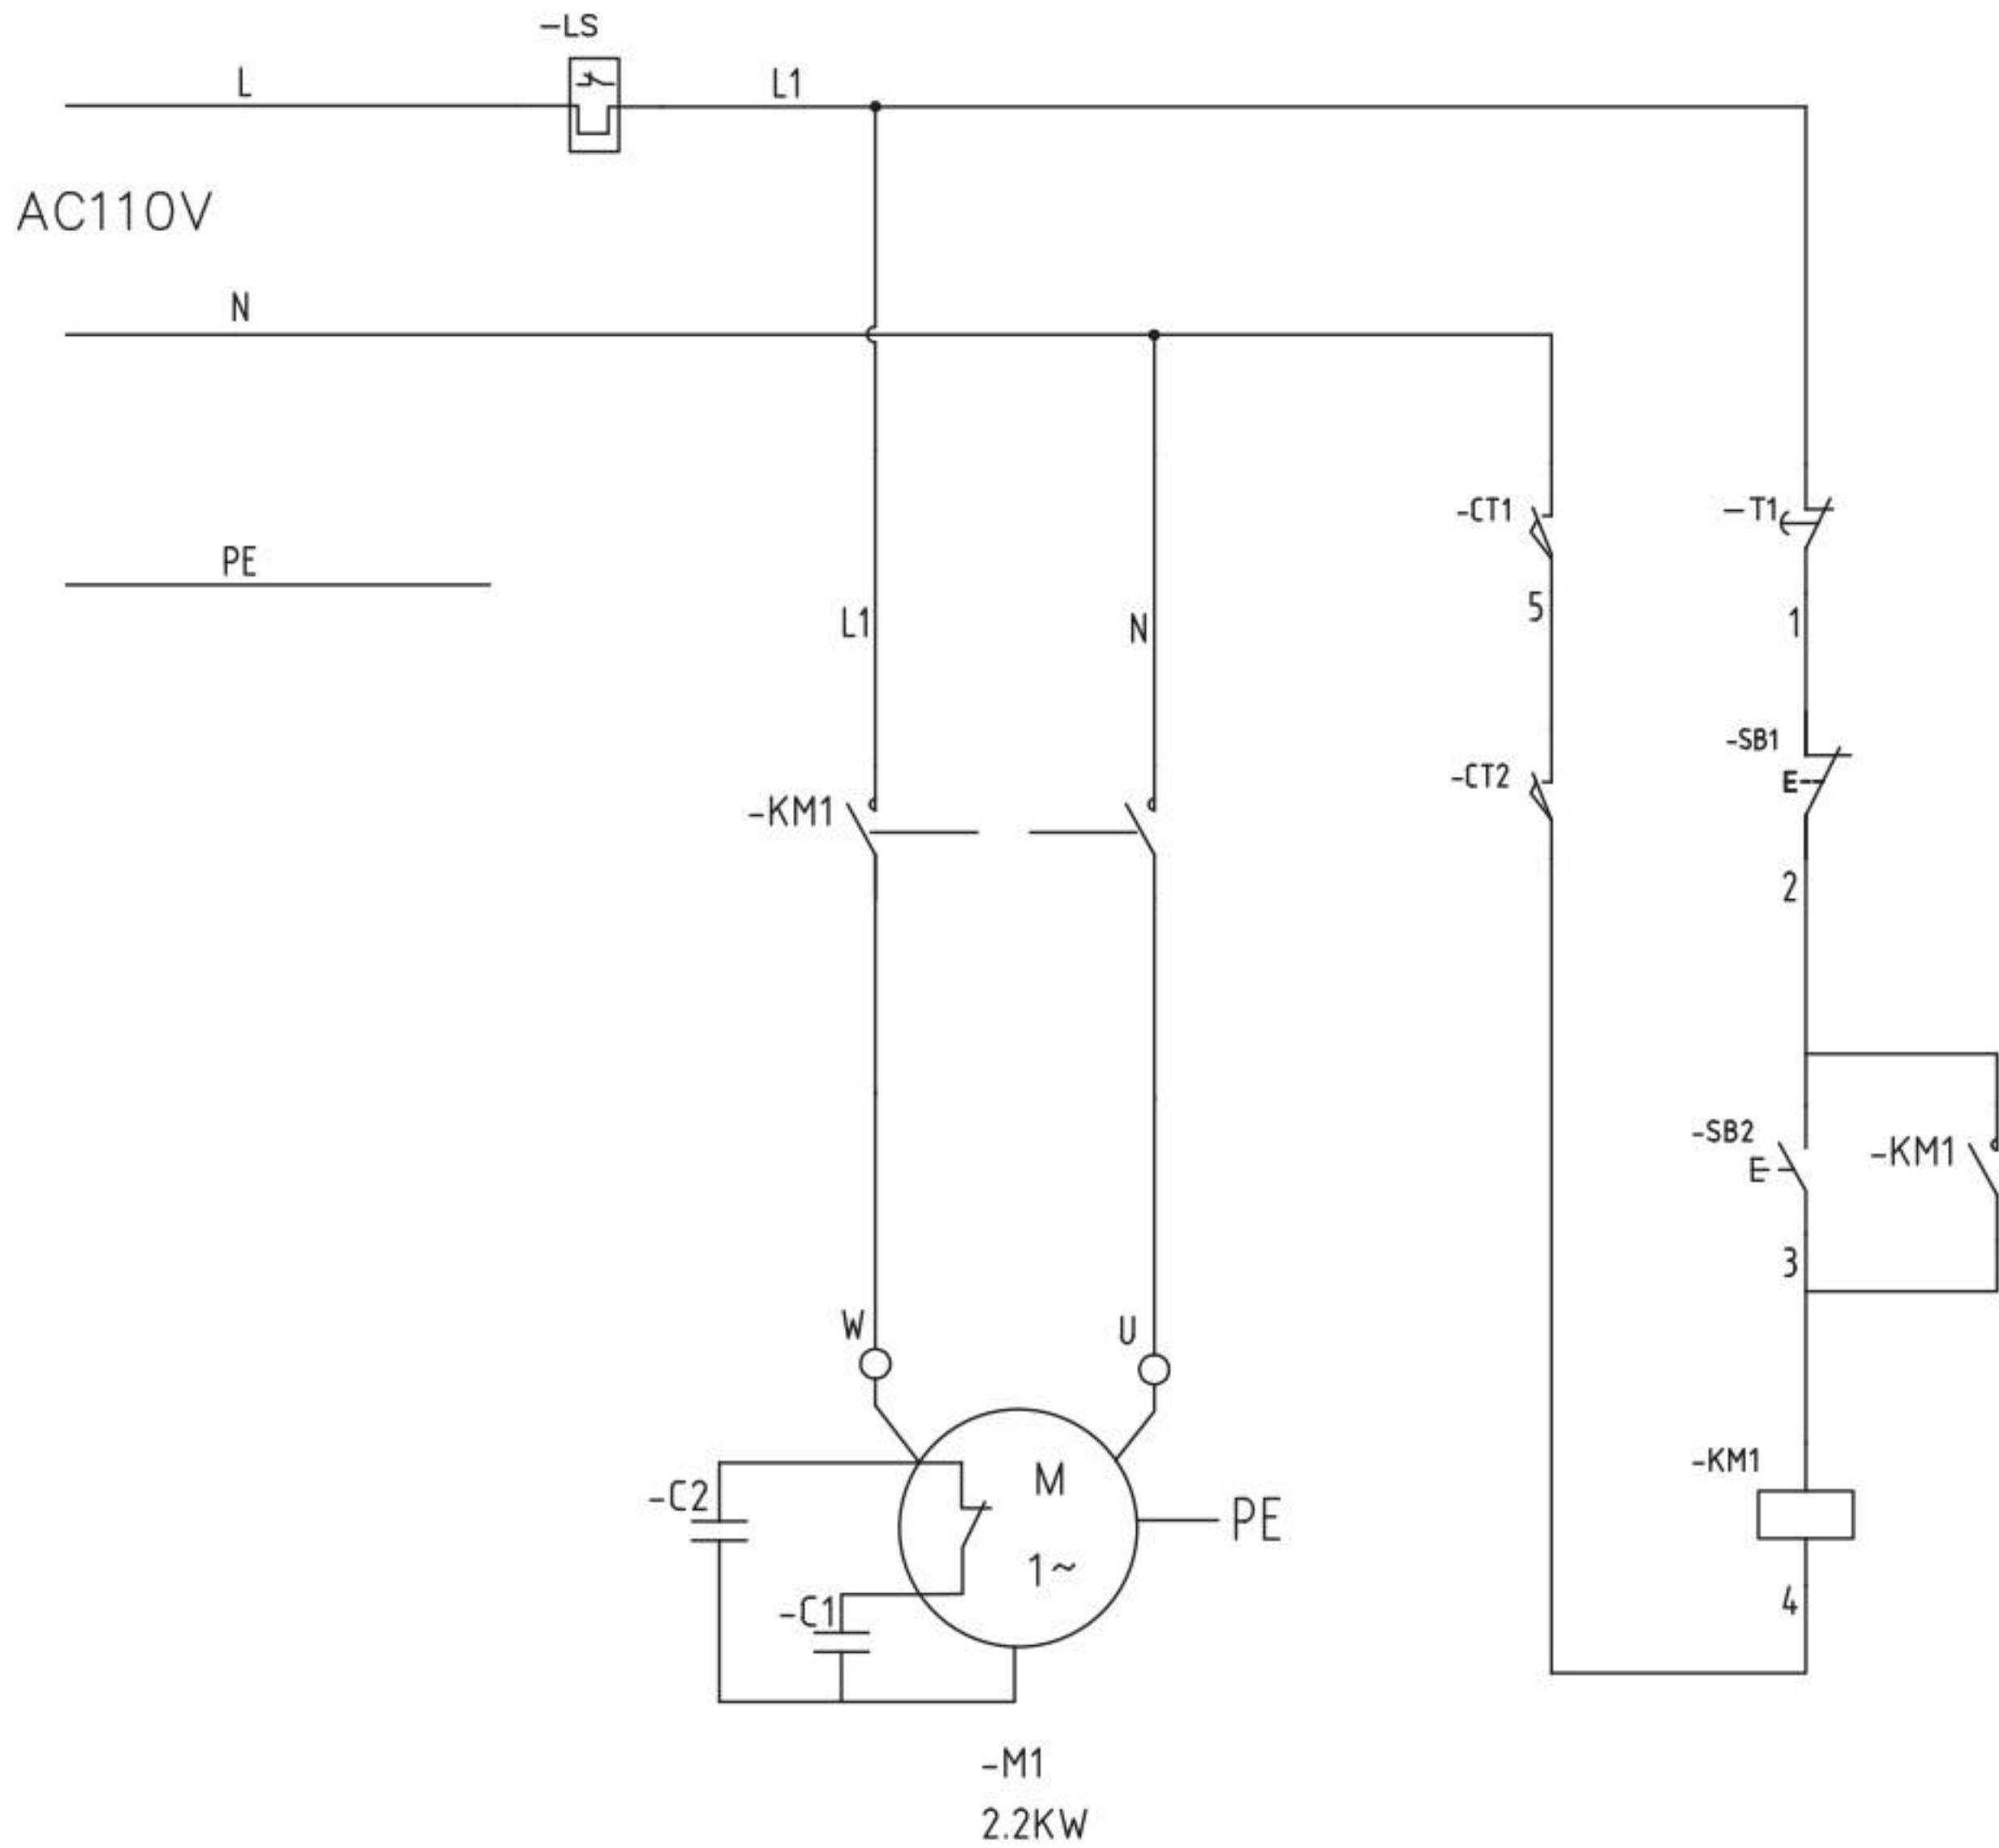 -LS
L
L1
AC110V
N
PE
-CT1
-T1
5
1
L1
N
-SB1
E
-CT2
-KM1
2
-SB2
E
-KM1
3
W
U
-KM1
M
-C2
PE
1~
-C1
4
-M1
2.2KW